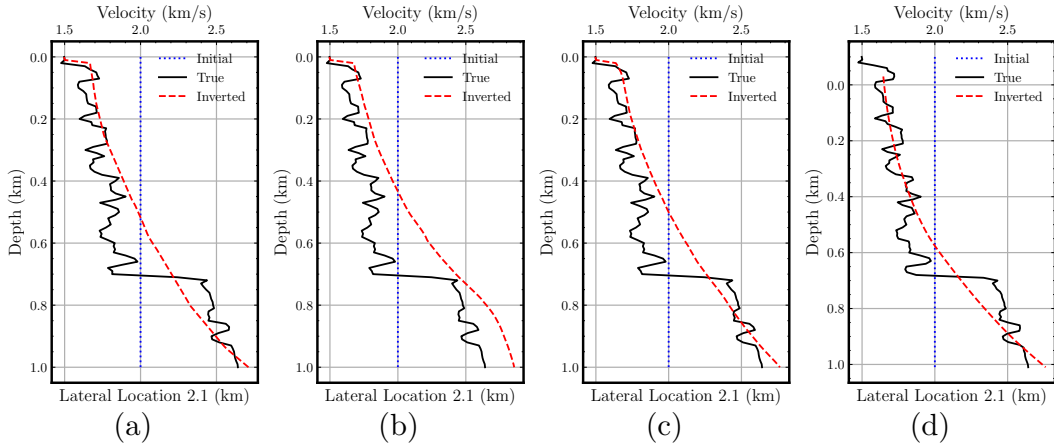 Velocity (km/s)
1.5 2.0 2.5
Depth (km)
0.0
0.2
0.4
0.6
0.8
1.0
Initial
True
Inverted
Lateral Location 2.1 (km)
(a)
Velocity (km/s)
1.5 2.0 2.5
Depth (km)
0.0
0.2
0.4
0.6
0.8
1.0
Initial
True
Inverted
Lateral Location 2.1 (km)
(b)
Velocity (km/s)
1.5 2.0 2.5
Depth (km)
0.0
0.2
0.4
0.6
0.8
1.0
Initial
True
Inverted
Lateral Location 2.1 (km)
(c)
Velocity (km/s)
1.5 2.0 2.5
Depth (km)
0.0
0.2
0.4
0.6
0.8
1.0
Initial
True
Inverted
Lateral Location 2.1 (km)
(d)